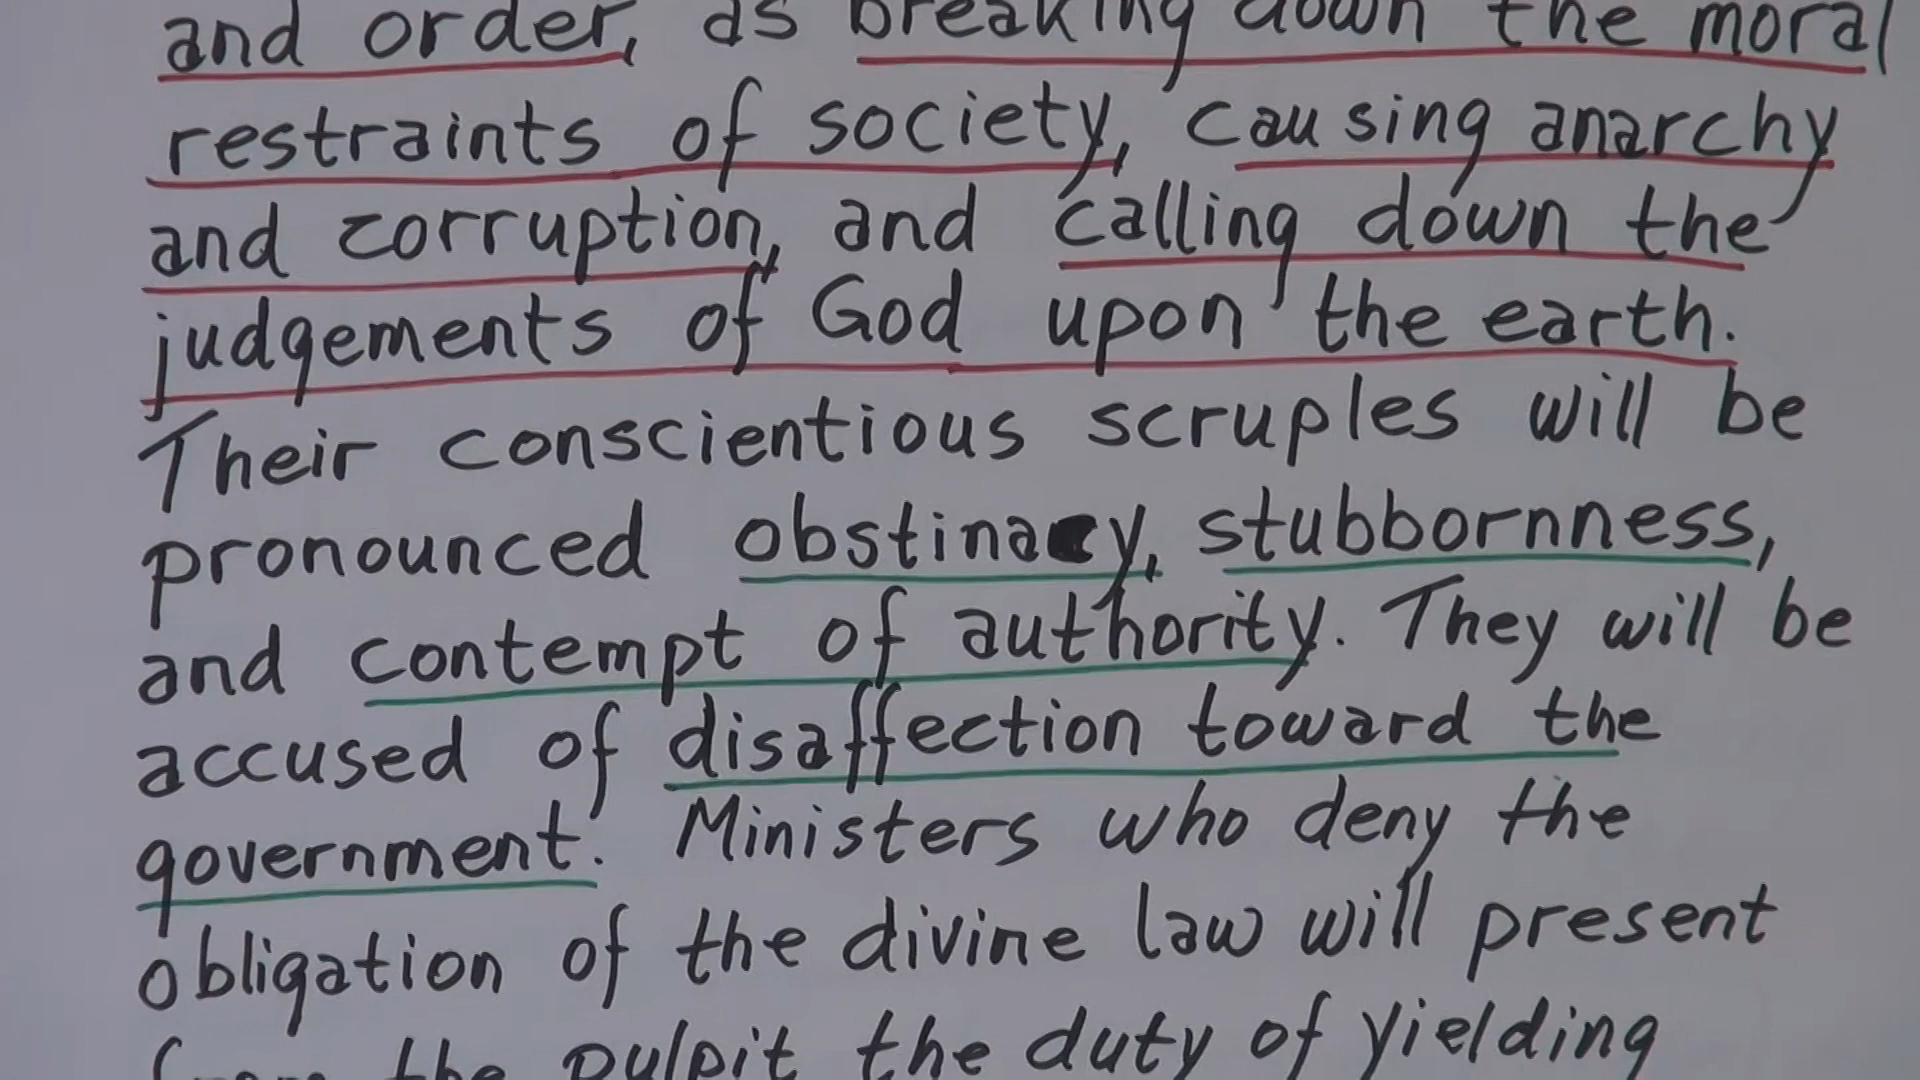 and order, as breaking down the moral
restraints of society, causing anarchy
and corruption, and calling down the
judgements of God upon the earth.
Their conscientious scruples will be
pronounced obstinacy, stubbornness,
and contempt of authority. They will be
accused of disaffection toward the
government. Ministers who deny the
obligation of the divine law will present
from the pulpit the duty of yielding